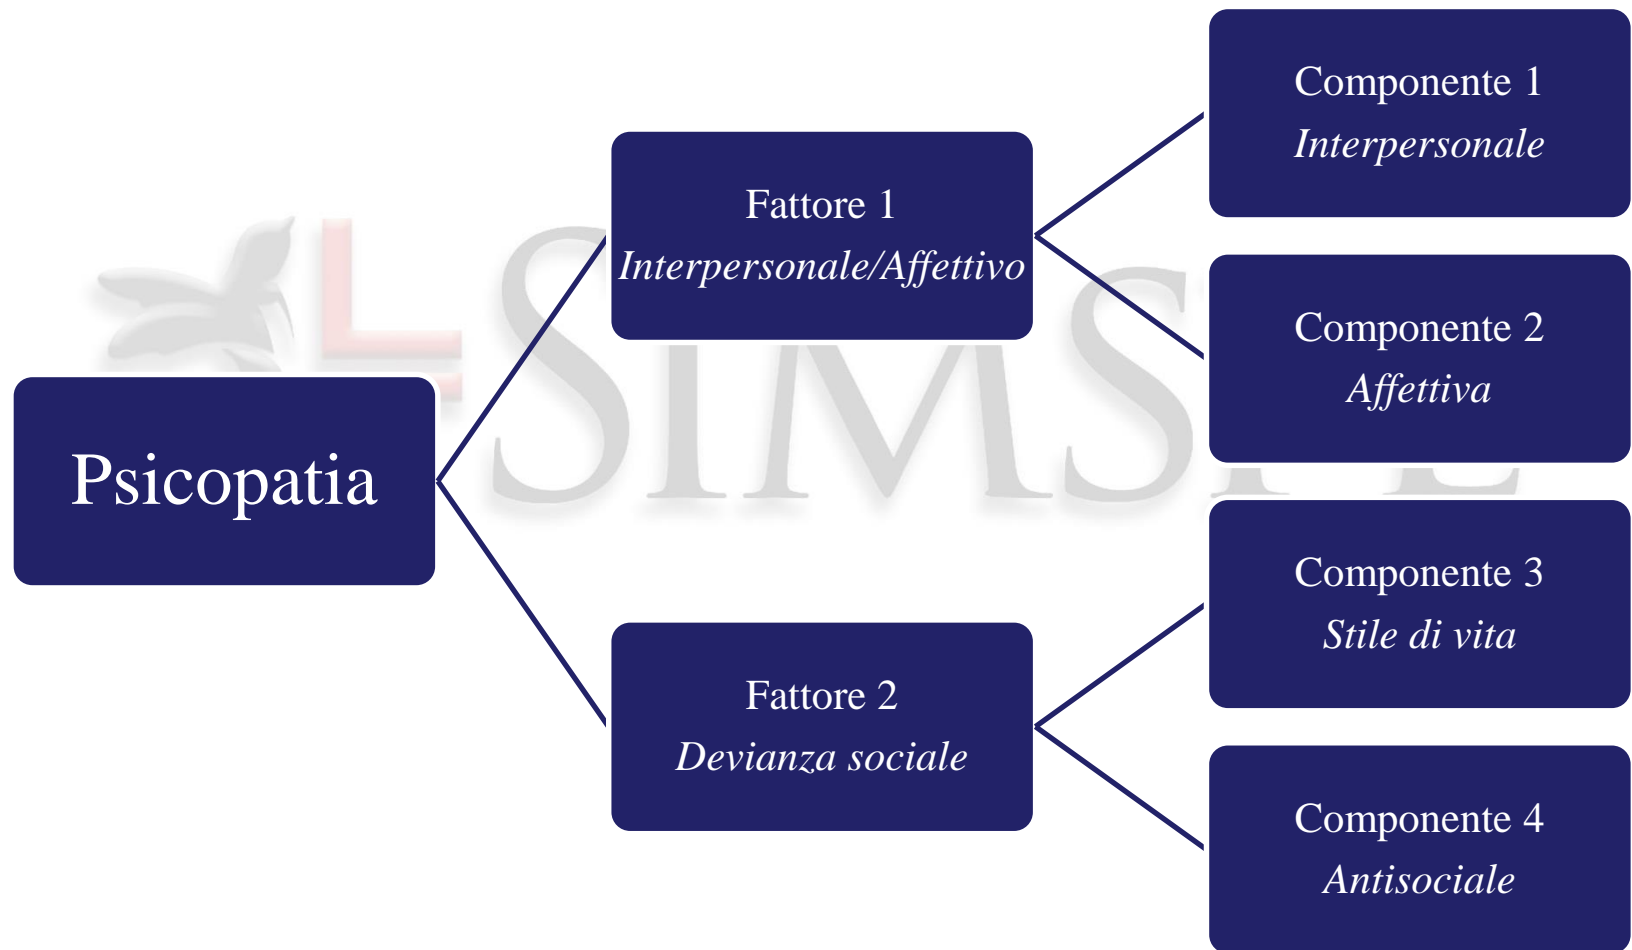 Psicopatia
Fattore 1
Interpersonale/Affettivo
Componente 1
Interpersonale
Componente 2
Affettiva
Fattore 2
Devianza sociale
Componente 3
Stile di vita
Componente 4
Antisociale